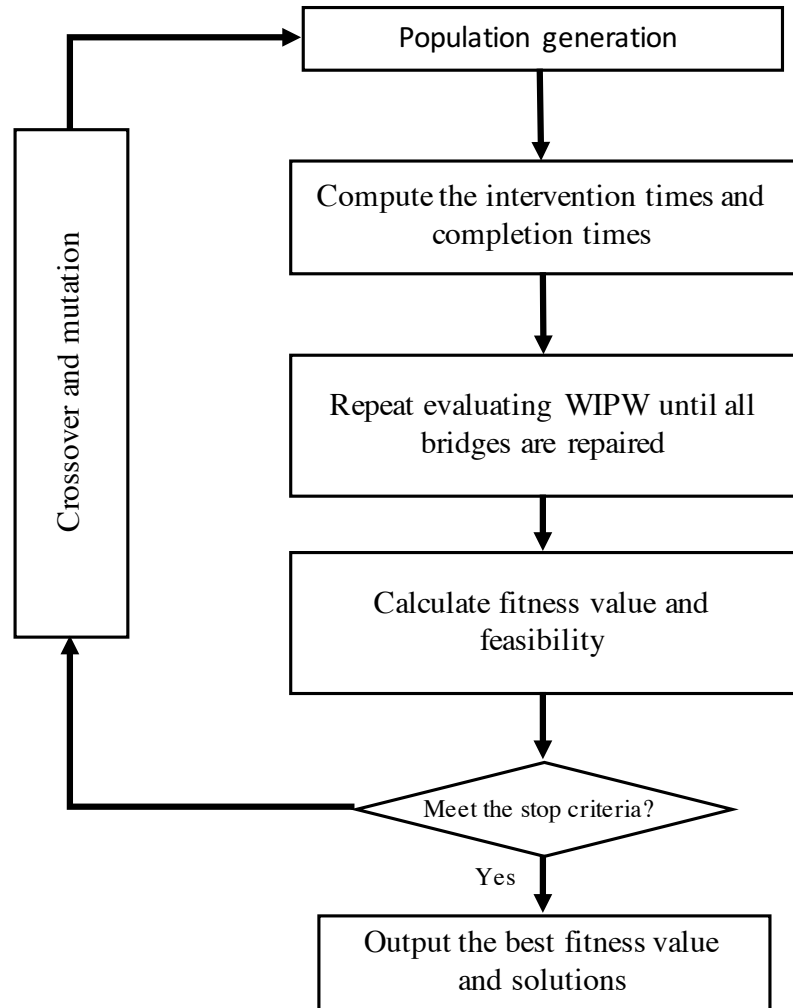 Population generation
Compute the intervention times and
completion times
Repeat evaluating WIPW until all
bridges are repaired
Calculate fitness value and
feasibility
Meet the stop criteria?
Yes
Output the best fitness value
and solutions
Crossover and mutation